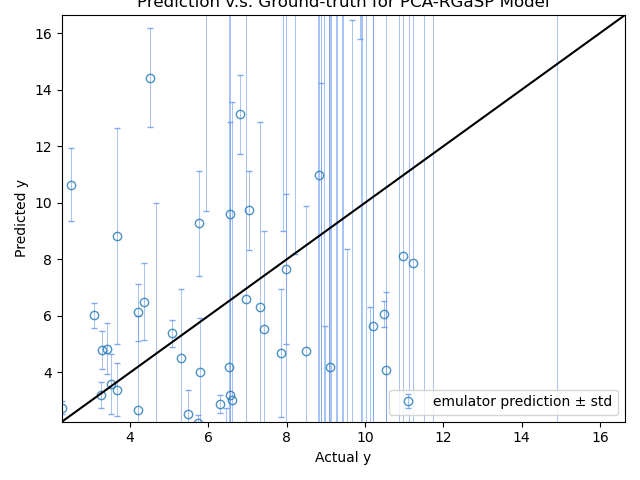 Prediction v.s. Ground-truth for PCA-RGaSP Model
16
14
12
10
8
6
4
Predicted y
emulator prediction ± std
4 6 8 10 12 14 16
Actual y